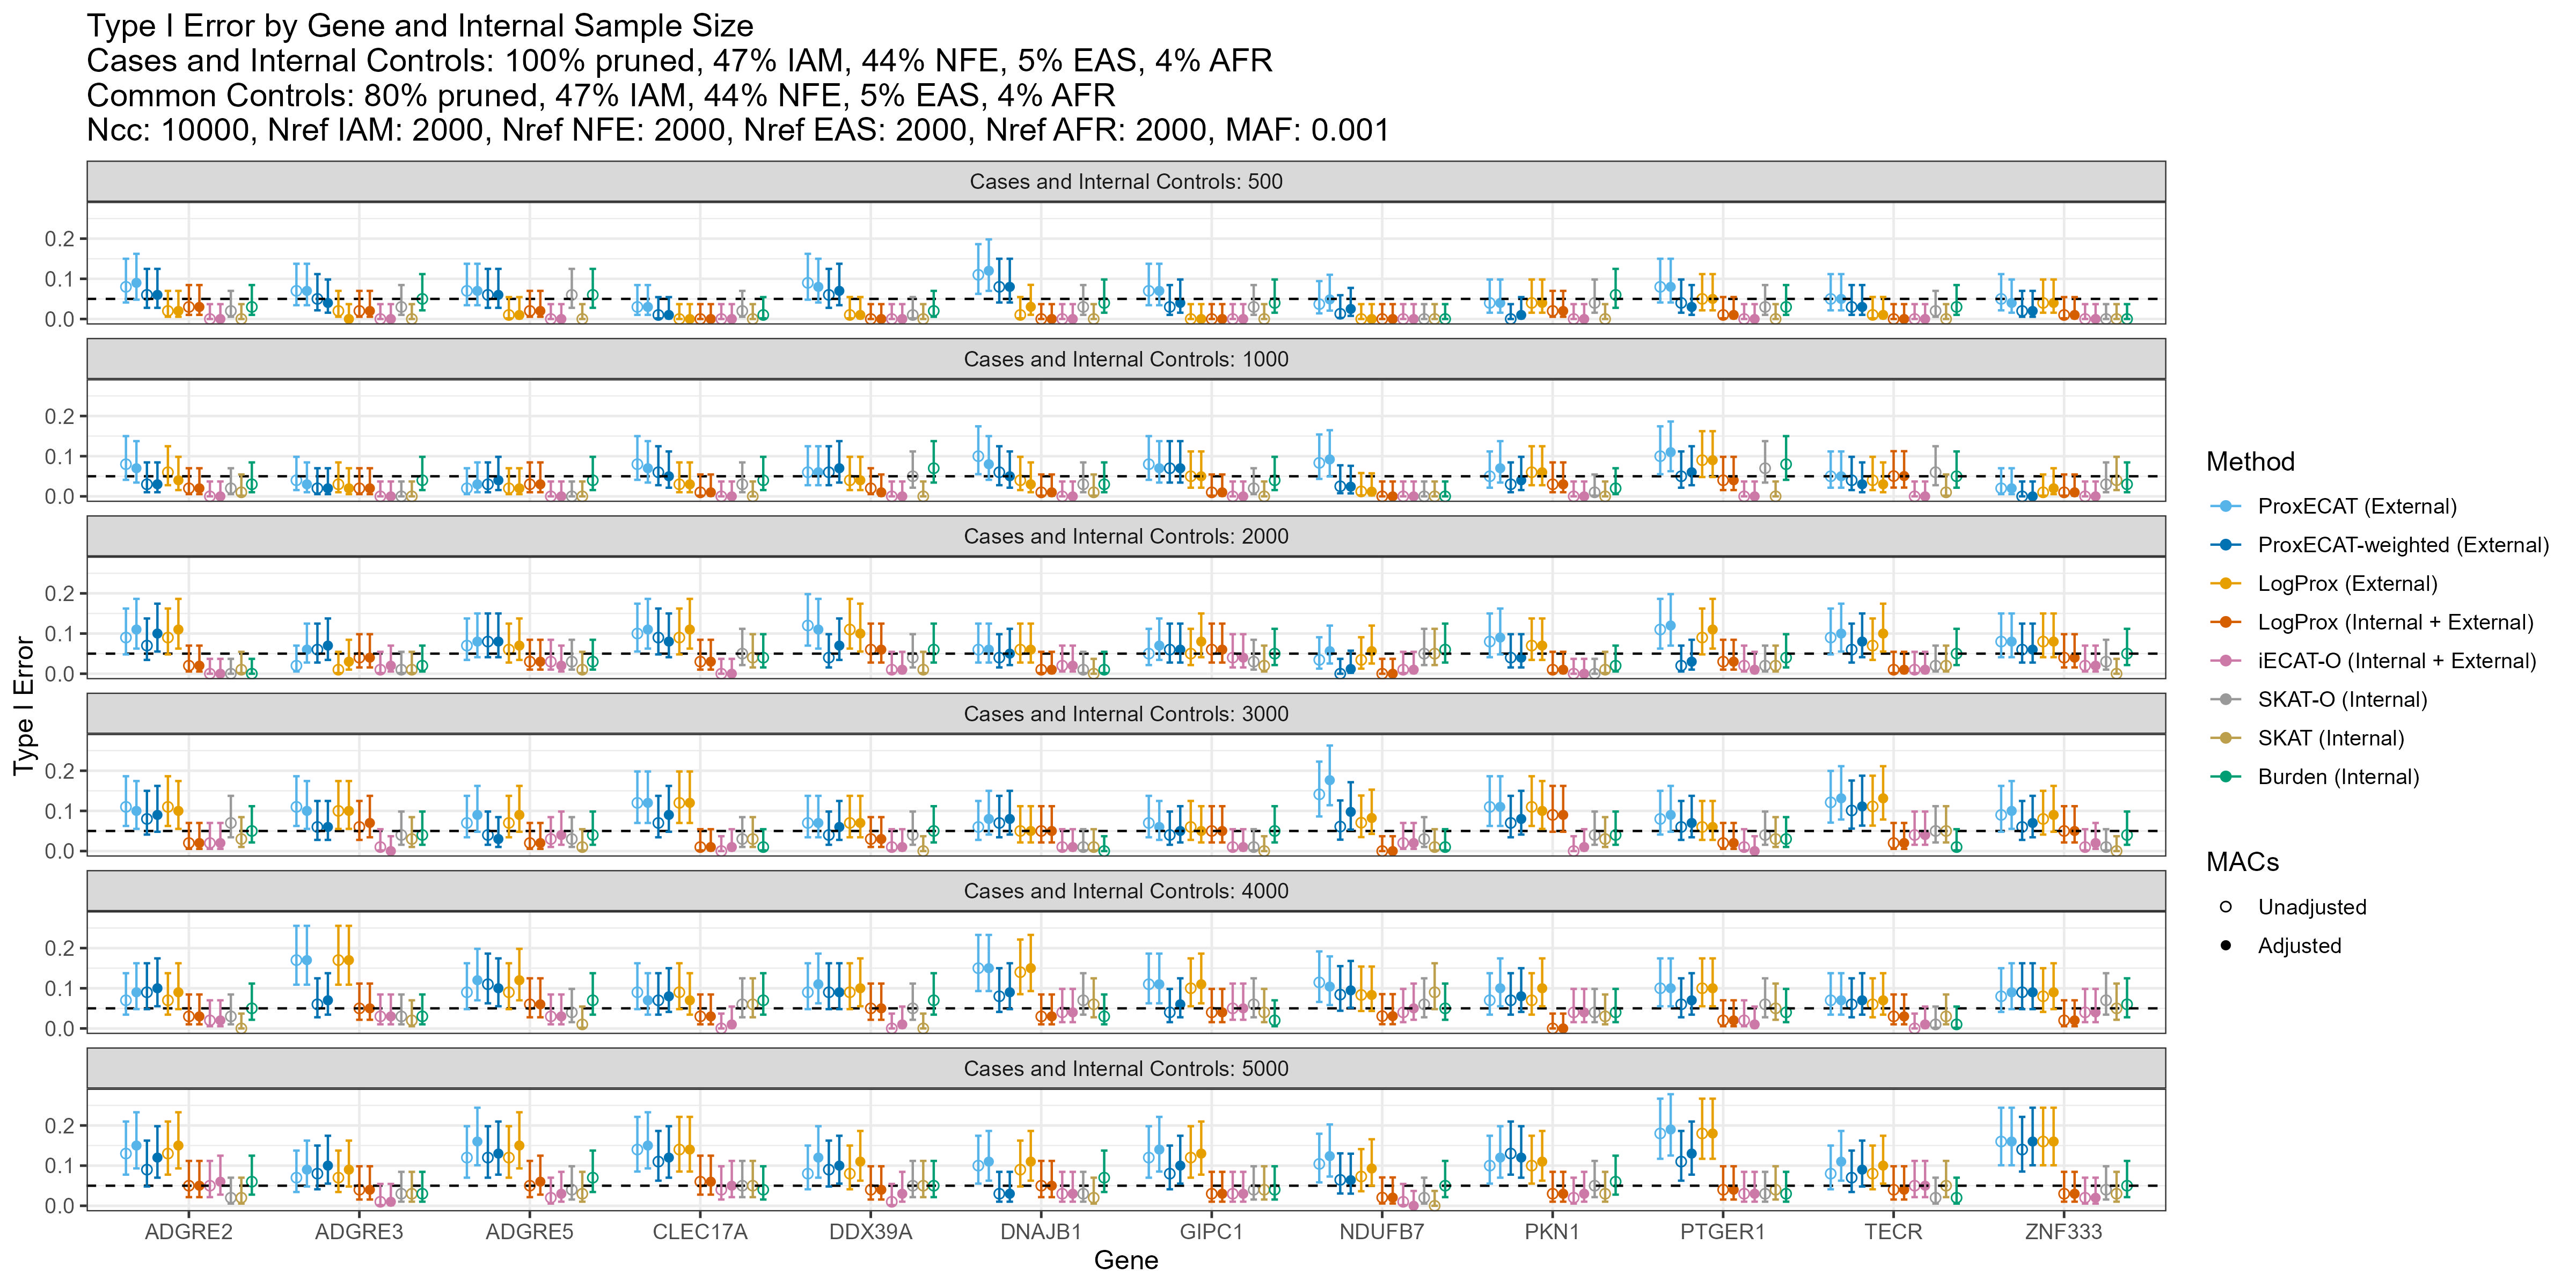 Type I Error by Gene and Internal Sample Size
Cases and Internal Controls: 100% pruned, 47% IAM, 44% NFE, 5% EAS, 4% AFR
Common Controls: 80% pruned, 47% IAM, 44% NFE, 5% EAS, 4% AFR
Ncc: 10000, Nref IAM: 2000, Nref NFE: 2000, Nref EAS: 2000, Nref AFR: 2000, MAF: 0.001
Cases and Internal Controls: 500
0.2
0.1
0.0
Cases and Internal Controls: 1000
0.2
0.1
0.0
Cases and Internal Controls: 2000
0.2
0.1
0.0
Cases and Internal Controls: 3000
0.2
0.1
0.0
Cases and Internal Controls: 4000
0.2
0.1
0.0
Cases and Internal Controls: 5000
0.2
0.1
0.0
Type I Error
ADGRE2 ADGRE3 ADGRE5 CLEC17A DDX39A DNAJB1 GIPC1 NDUFB7 PKN1 PTGER1 TECR ZNF333
Gene
Method
ProxECAT (External)
ProxECAT-weighted (External)
LogProx (External)
LogProx (Internal + External)
iECAT-O (Internal + External)
SKAT-O (Internal)
SKAT (Internal)
Burden (Internal)
MACs
Unadjusted
Adjusted